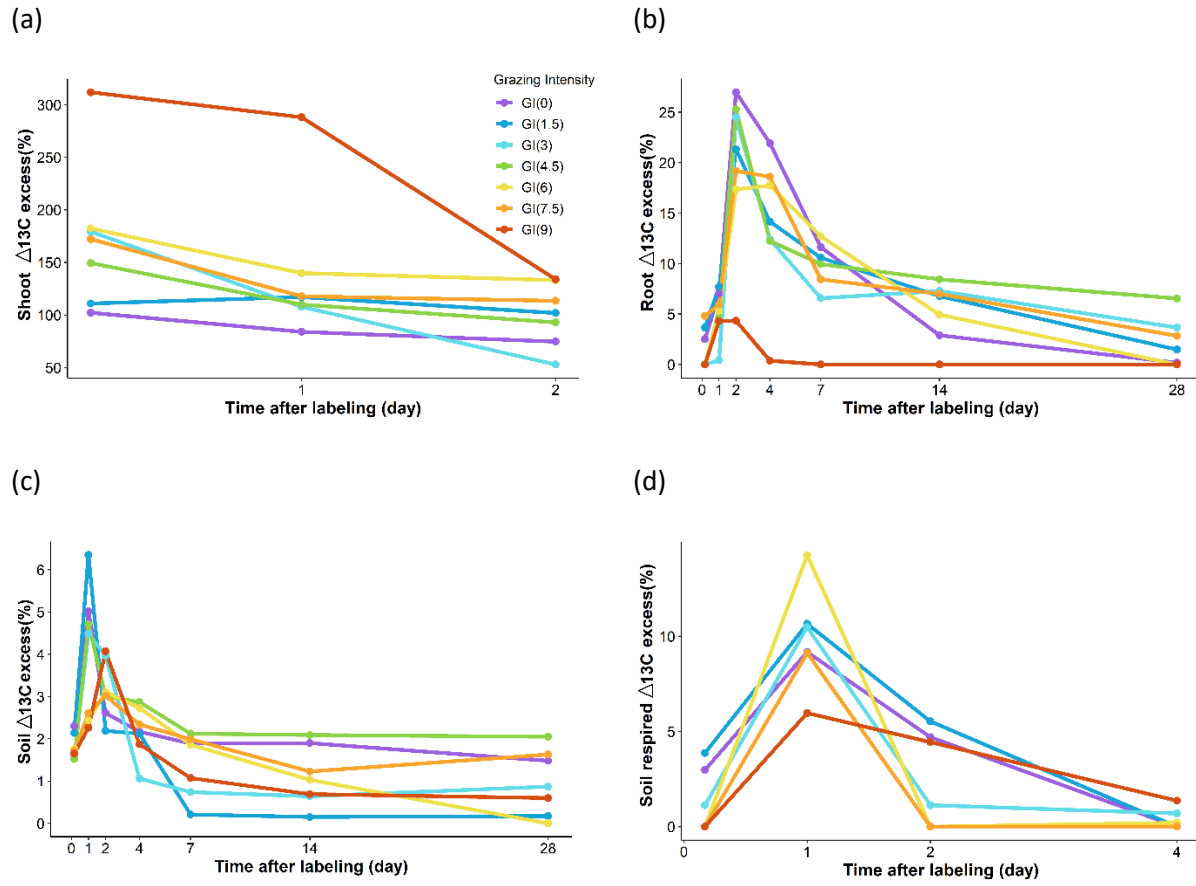 (a)
Shoot △13C excess(%)
300
250
200
150
100
50
1
2
Time after labeling (day)
Grazing Intensity
GI(0)
GI(1.5)
GI(3)
GI(4.5)
GI(6)
GI(7.5)
GI(9)
(b)
Root △13C excess(%)
25
20
15
10
5
0
0 1 2 4 7 14 28
Time after labeling (day)
(c)
Soil △13C excess(%)
6
5
4
3
2
1
0
0 1 2 4 7 14 28
Time after labeling (day)
(d)
Soil respired △13C excess(%)
10
5
0
0 1 2 4
Time after labeling (day)